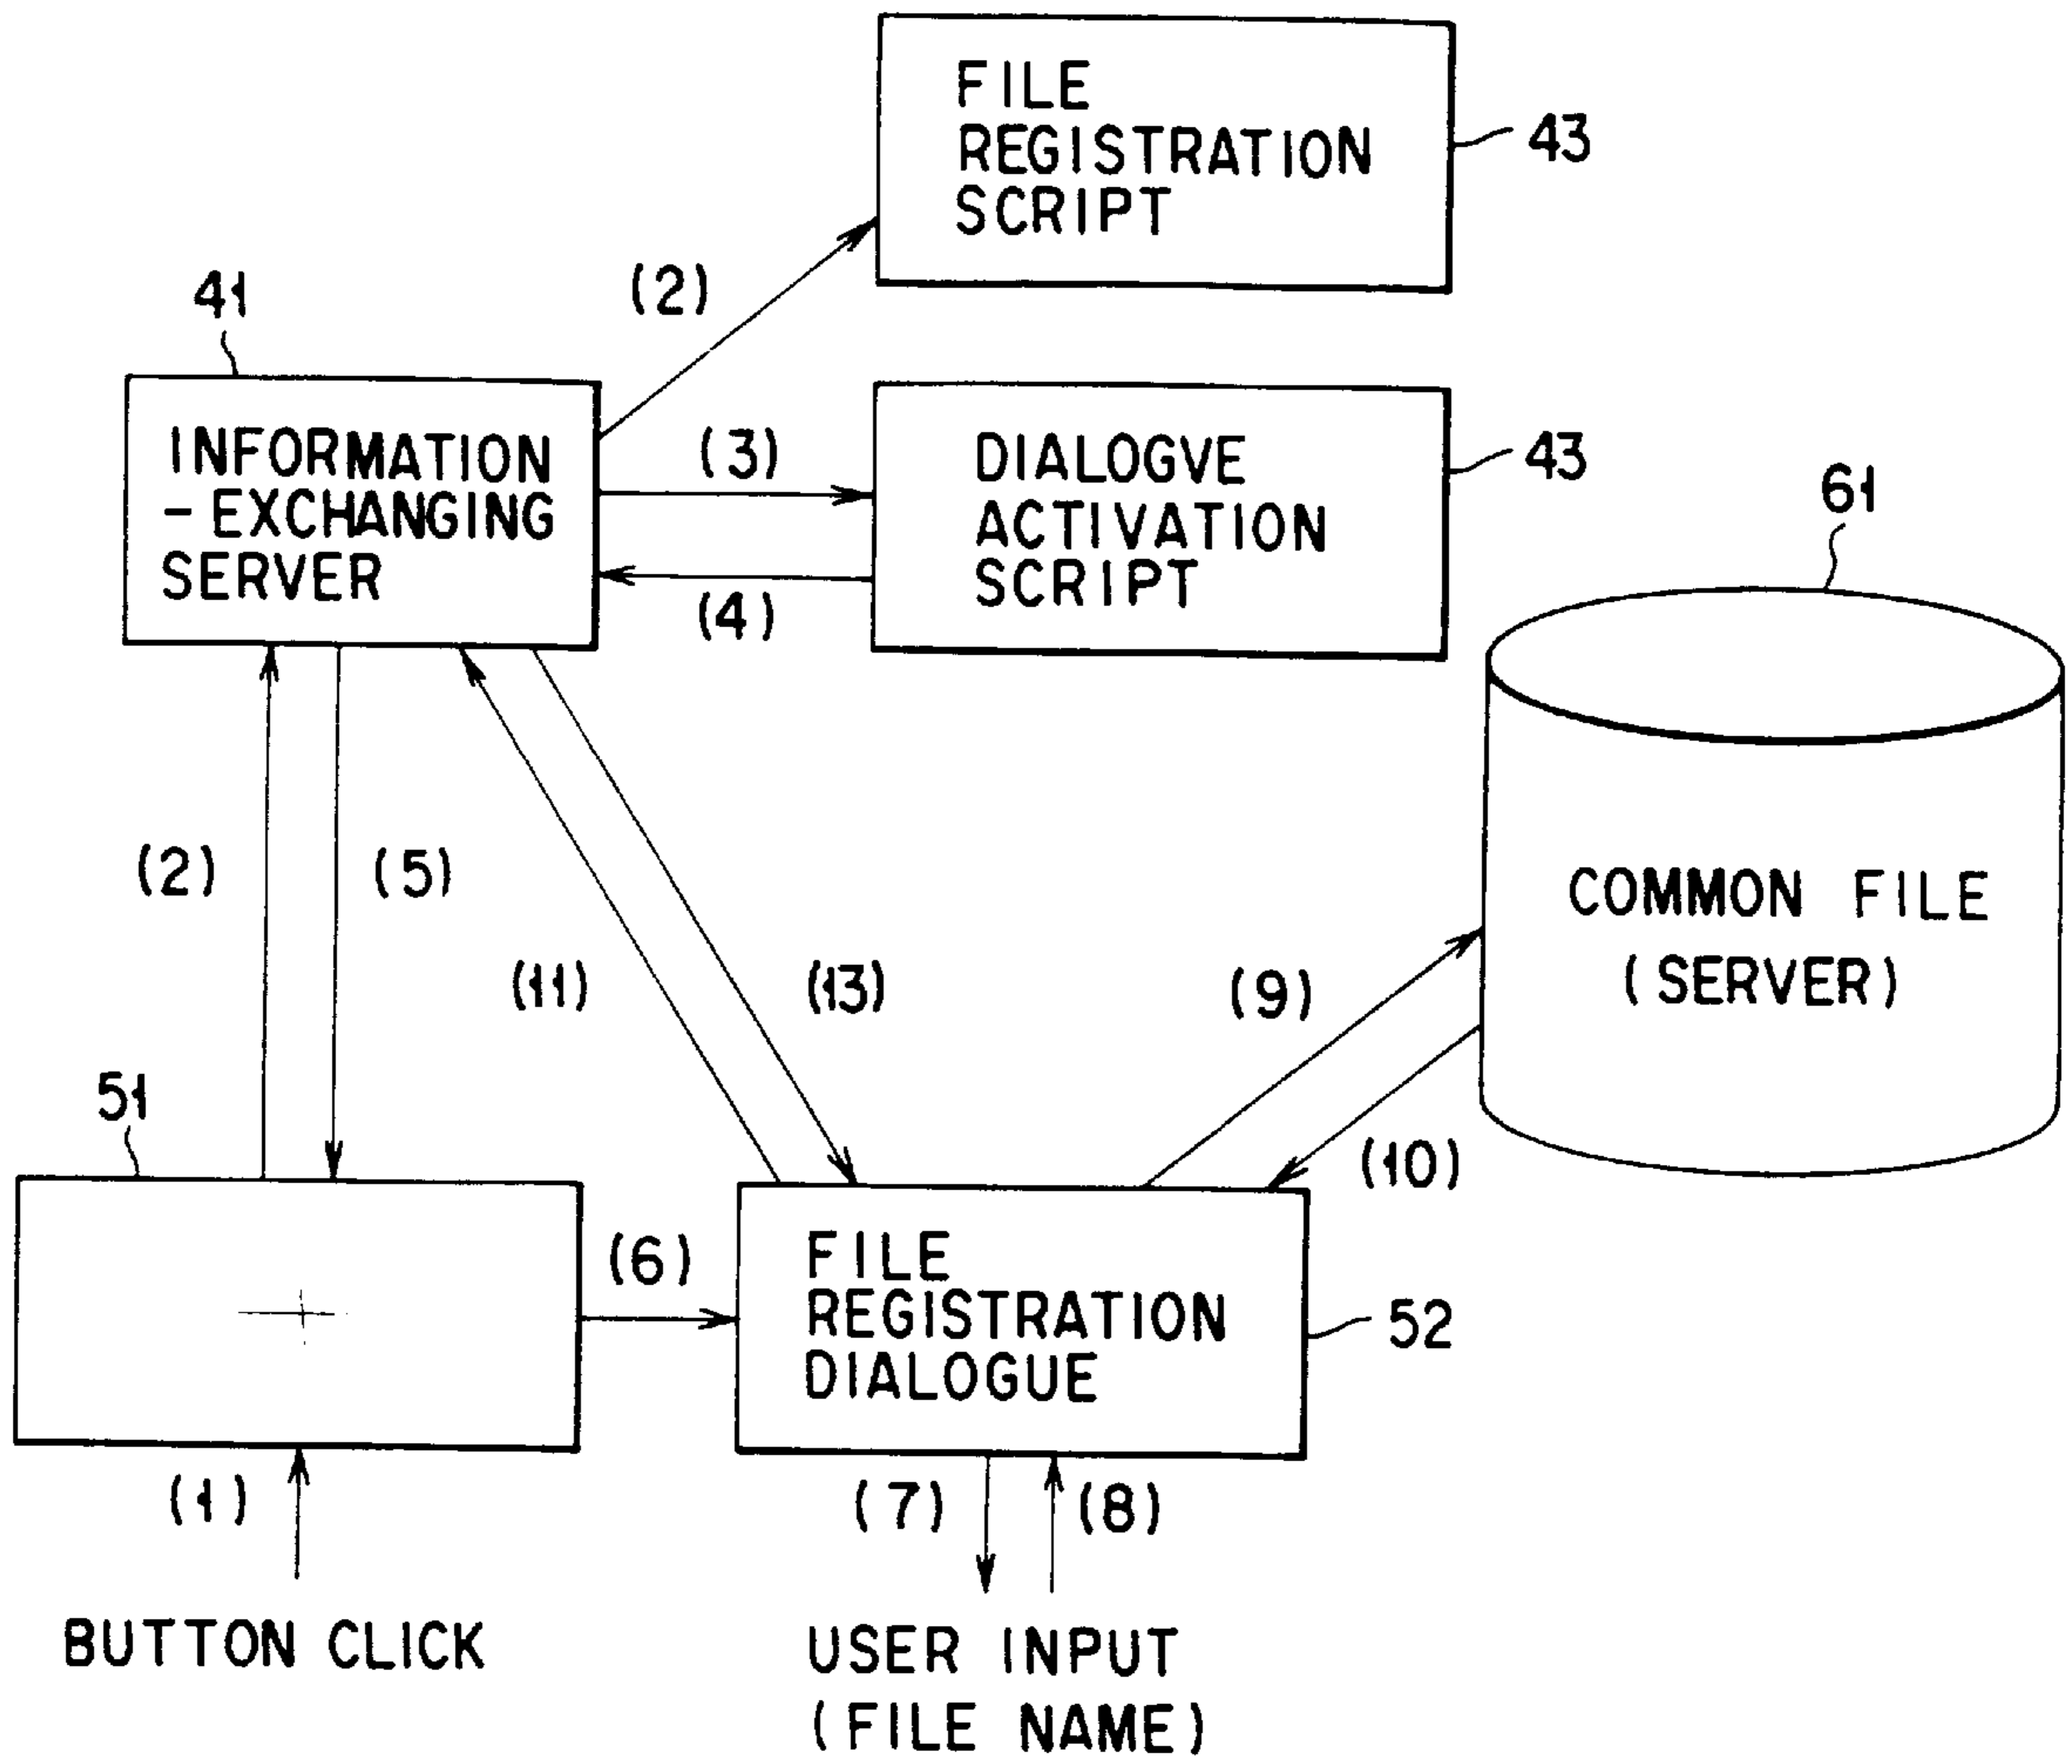 FILE
REGISTRATION
SCRIPT
43
(2)
41
INFORMATION
-EXCHANGING
SERVER
(3)
(4)
DIALOGVE
ACTIVATION
SCRIPT
43
61
COMMON FILE
(SERVER)
(2)
(5)
(11)
(13)
(9)
(10)
51
(6)
FILE
REGISTRATION
DIALOGUE
52
(1)
(7)
(8)
BUTTON CLICK
USER INPUT
(FILE NAME)